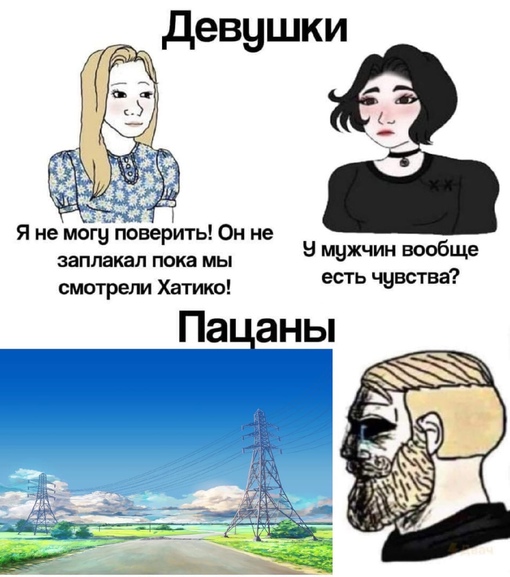 Девушки
Я не могу поверить! Он не
заплакал пока мы
смотрели Хатико!
У мужчин вообще
есть чувства?
Пацаны